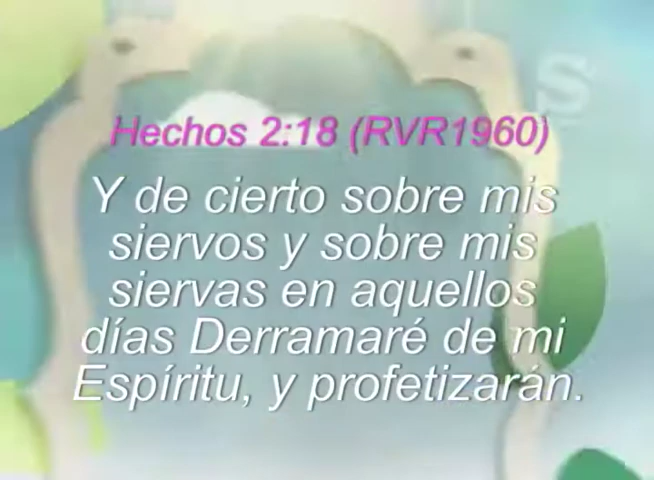 S
Hechos 2:18 (RVR1960)
Y de cierto sobre mis
siervos y sobre mis
siervas en aquellos
días Derramaré de mi
Espíritu, y profetizarán.